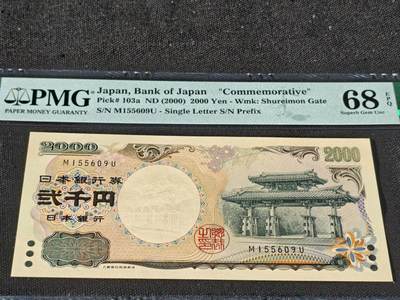 PMG
PAPER MONEY GUARANTY
Japan, Bank of Japan "Commemorative"
Pick# 103a ND (2000) 2000 Yen - Wmk: Shureimon Gate
S/N M155609U - Single Letter S/N Prefix
68 EPQ
Superb Gem Unc
2000
2000
M155609U
日本銀行券
弐千円
日本銀行
M155609U